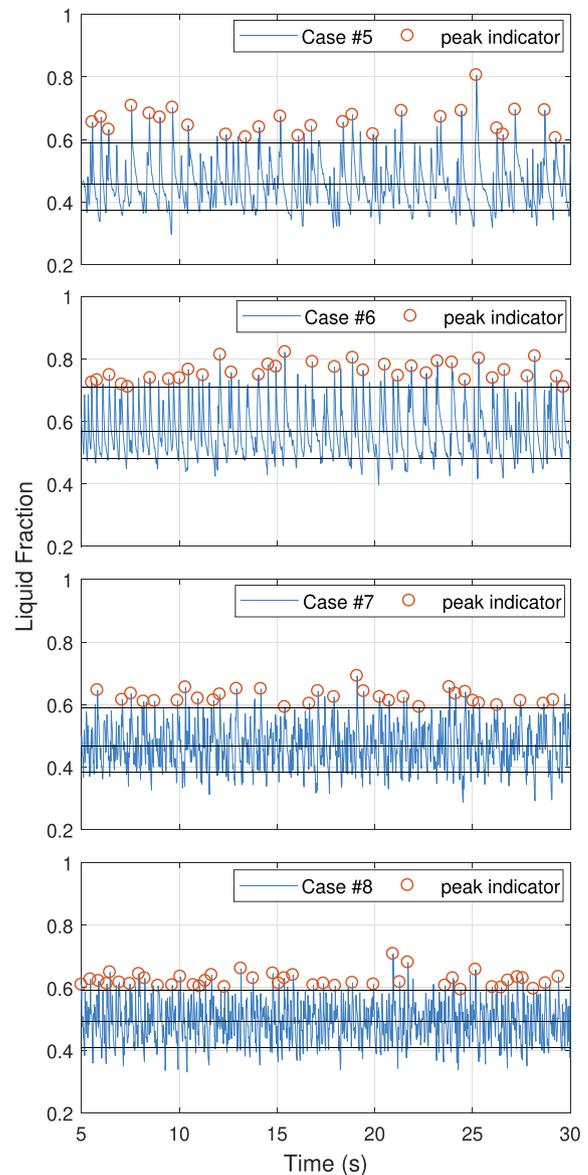 1
Case #5 peak indicator
0.8
0.6
0.4
0.2
1
Case #6 peak indicator
0.8
0.6
0.4
0.2
Liquid Fraction
1
Case #7 peak indicator
0.8
0.6
0.4
0.2
1
Case #8 peak indicator
0.8
0.6
0.4
0.2
5 10 15 20 25 30
Time (s)